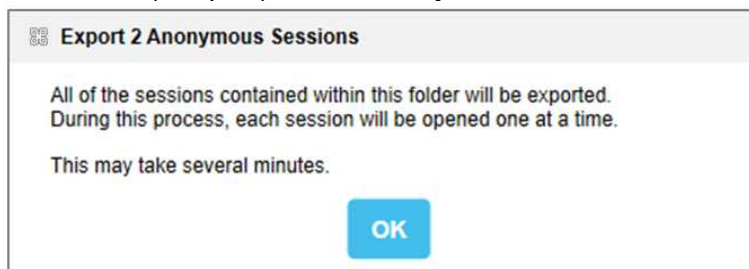 Export 2 Anonymous Sessions
All of the sessions contained within this folder will be exported.
During this process, each session will be opened one at a time.
This may take several minutes.
OK